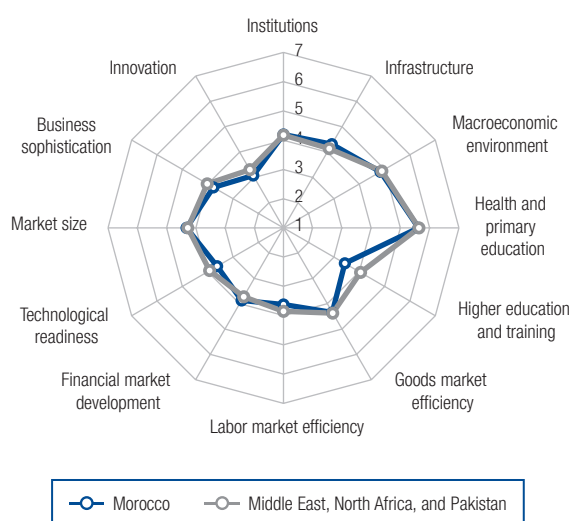 Institutions
7
6
5
4
3
2
1
Innovation
Infrastructure
Business
sophistication
Macroeconomic
environment
Market size
Health and
primary
education
Technological
readiness
Higher education
and training
Financial market
development
Goods market
efficiency
Labor market efficiency
Morocco
Middle East, North Africa, and Pakistan